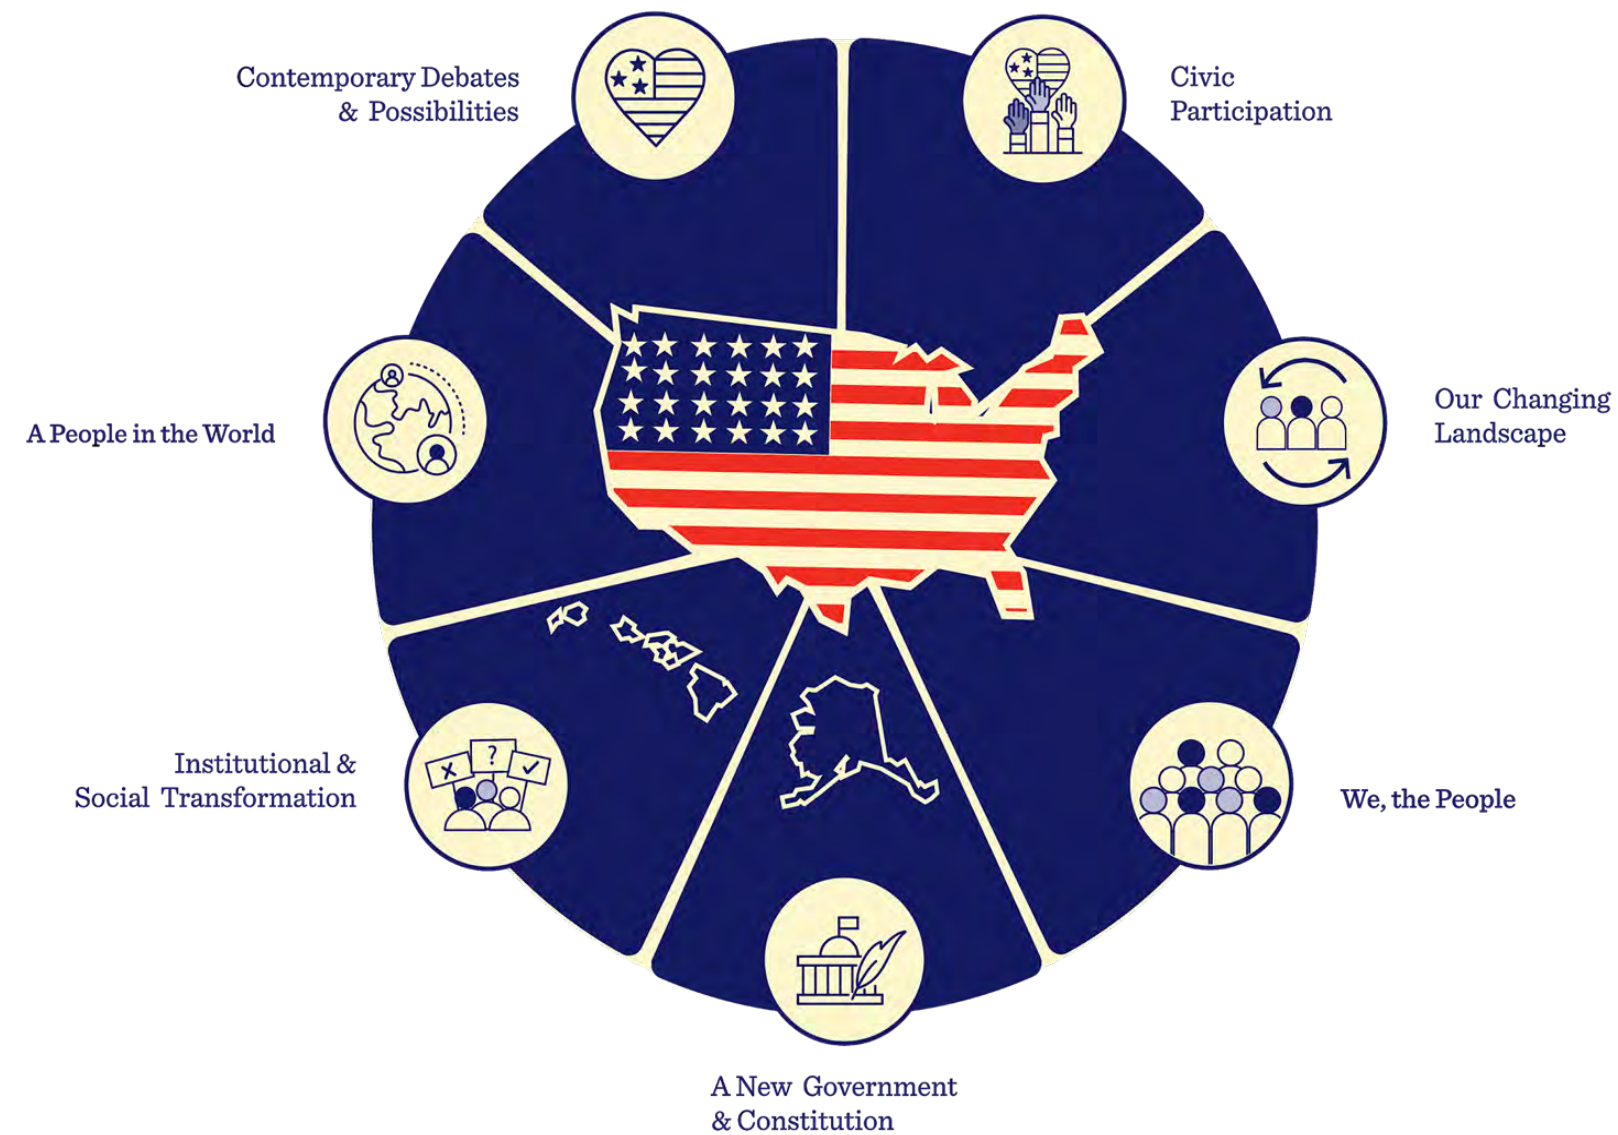 Contemporary Debates
& Possibilities
Civic
Participation
A People in the World
Our Changing
Landscape
Institutional &
Social Transformation
?
We, the People
A New Government
& Constitution